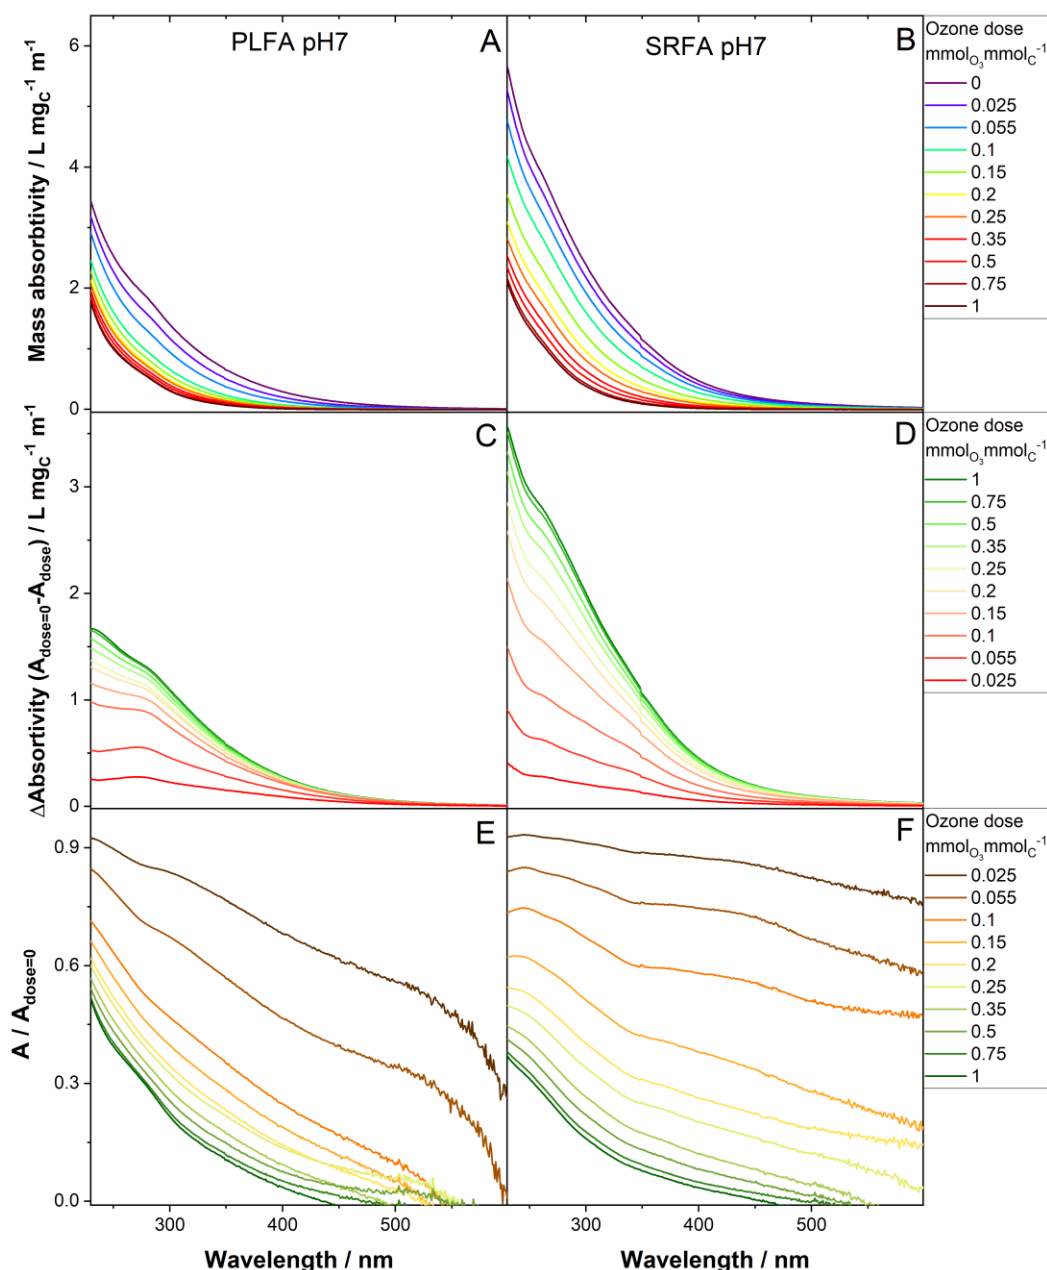 PLFA pH7
A
SRFA pH7
B
Mass absorbtivity / L mgC⁻¹ m⁻¹
6
4
2
0
Ozone dose
mmolO₃mmolC⁻¹
0
0.025
0.055
0.1
0.15
0.2
0.25
0.35
0.5
0.75
1
C
D
ΔAbsortivity (Adose=0-Adose) / L mgC⁻¹ m⁻¹
3
2
1
0
Ozone dose
mmolO₃mmolC⁻¹
1
0.75
0.5
0.35
0.25
0.2
0.15
0.1
0.055
0.025
E
F
A / Adose=0
0.9
0.6
0.3
0.0
Ozone dose
mmolO₃mmolC⁻¹
0.025
0.055
0.1
0.15
0.2
0.25
0.35
0.5
0.75
1
300 400 500 300 400 500
Wavelength / nm Wavelength / nm